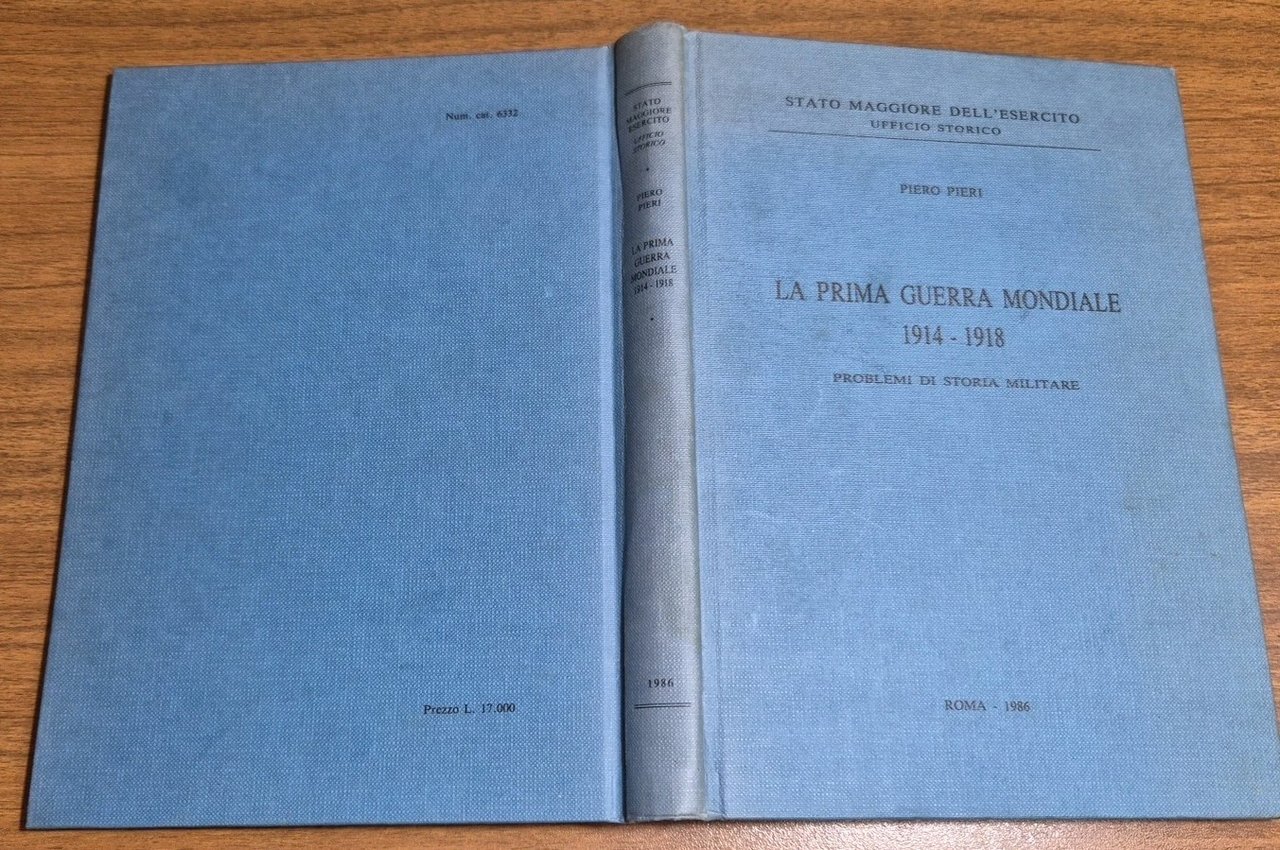 Num. cat. 6332
Prezzo L. 17.000
STATO
MAGGIORE
ESERCITO
UFFICIO
STORICO
PIERO
PIERI
LA PRIMA
GUERRA
MONDIALE
1914 - 1918
1986
STATO MAGGIORE DELL'ESERCITO
UFFICIO STORICO
PIERO PIERI
LA PRIMA GUERRA MONDIALE
1914 - 1918
PROBLEMI DI STORIA MILITARE
ROMA - 1986